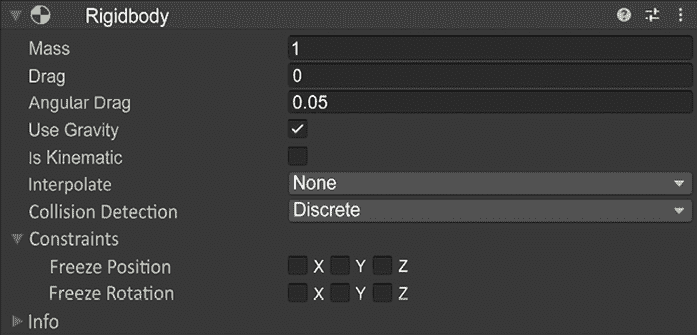 Rigidbody
Mass 1
Drag 0
Angular Drag 0.05
Use Gravity
Is Kinematic
Interpolate None
Collision Detection Discrete
Constraints
Freeze Position X Y Z
Freeze Rotation X Y Z
Info